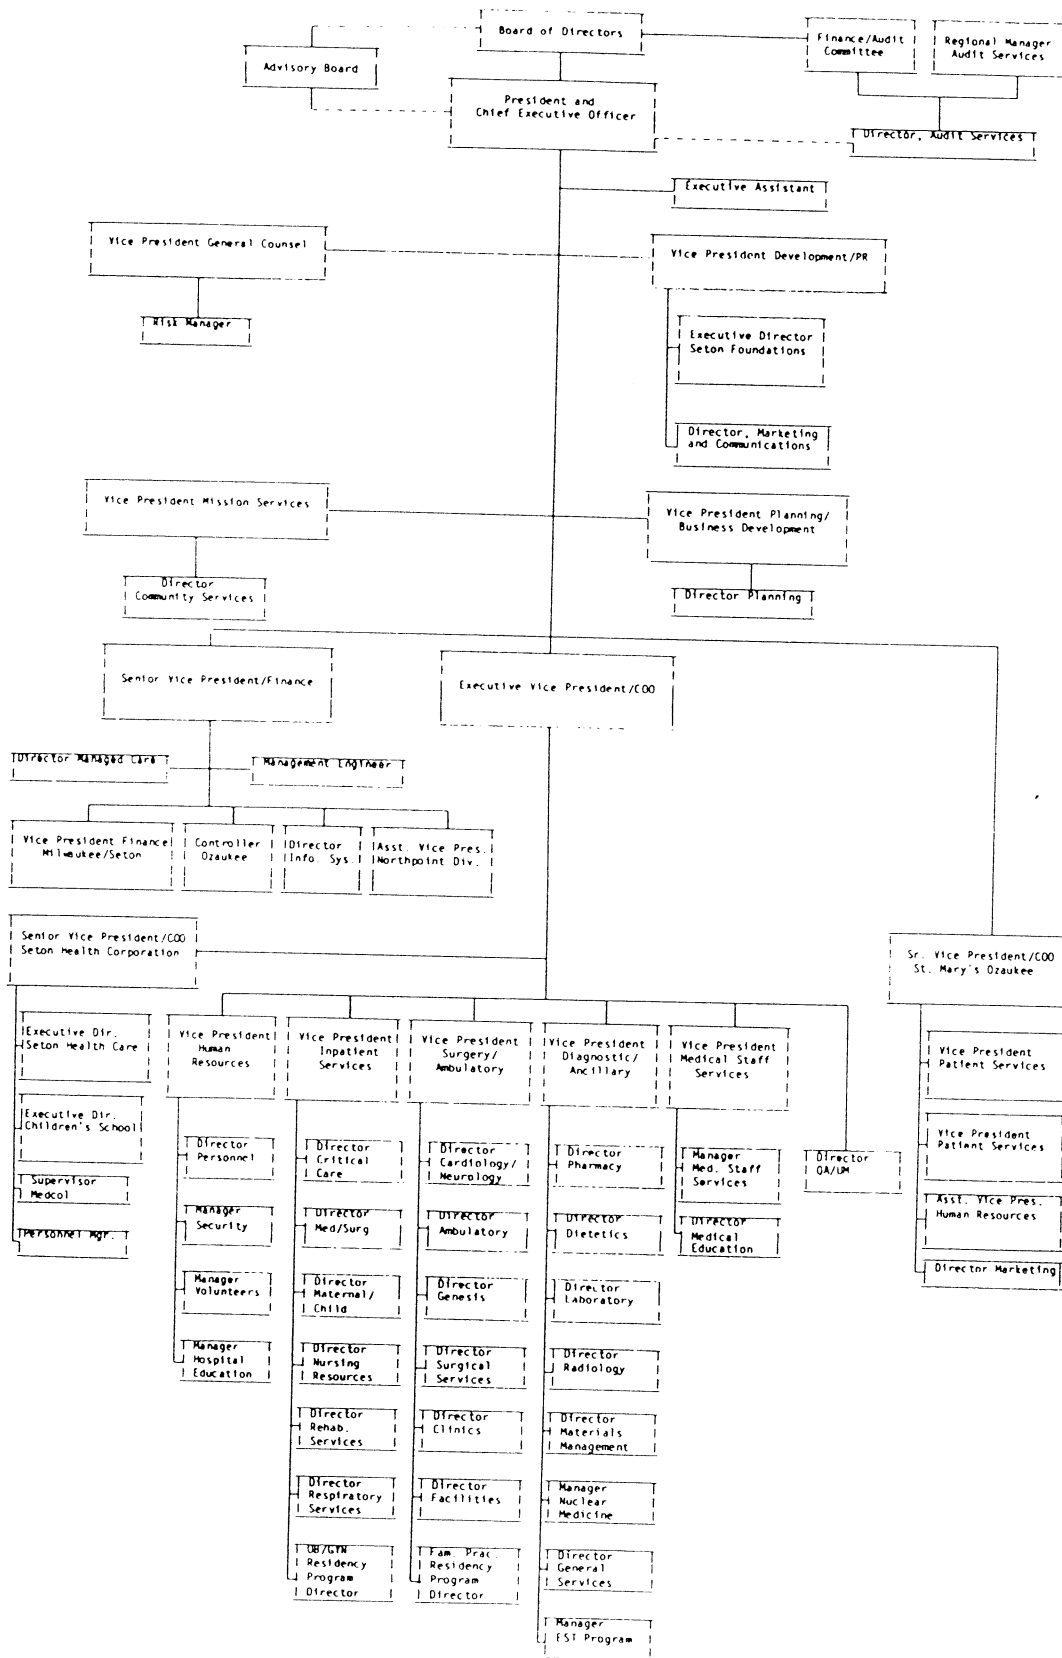 Board of Directors
Finance/Audit
Committee
Regional Manager
Audit Services
Advisory Board
President and
Chief Executive Officer
Director, Audit Services
Executive Assistant
Vice President General Counsel
Vice President Development/PR
Risk Manager
Executive Director
Seton Foundations
Director, Marketing
and Communications
Vice President Mission Services
Vice President Planning/
Business Development
Director
Community Services
Director Planning
Senior Vice President/Finance
Executive Vice President/COO
Director Managed Care
Management Engineer
Vice President Finance
Milwaukee/Seton
Controller
Ozaukee
Director
Info. Sys.
Asst. Vice Pres.
Northpoint Div.
Senior Vice President/COO
Seton Health Corporation
Sr. Vice President/COO
St. Mary's Ozaukee
Executive Dir.
Seton Health Care
Executive Dir.
Children's School
Supervisor
Medcol
Personnel Mgr.
Vice President
Human
Resources
Director
Personnel
Manager
Security
Manager
Volunteers
Manager
Hospital
Education
Vice President
Inpatient
Services
Director
Critical
Care
Director
Med/Surg
Director
Maternal/
Child
Director
Nursing
Resources
Director
Rehab.
Services
Director
Respiratory
Services
OB/GYN
Residency
Program
Director
Vice President
Surgery/
Ambulatory
Director
Cardiology/
Neurology
Director
Ambulatory
Director
Genesis
Director
Surgical
Services
Director
Clinics
Director
Facilities
Fam. Prac.
Residency
Program
Director
Vice President
Diagnostic/
Ancillary
Director
Pharmacy
Director
Dietetics
Director
Laboratory
Director
Radiology
Director
Materials
Management
Manager
Nuclear
Medicine
Director
General
Services
Manager
EST Program
Vice President
Medical Staff
Services
Manager
Med. Staff
Services
Director
Medical
Education
Director
QA/UM
Vice President
Patient Services
Vice President
Patient Services
Asst. Vice Pres.
Human Resources
Director Marketing